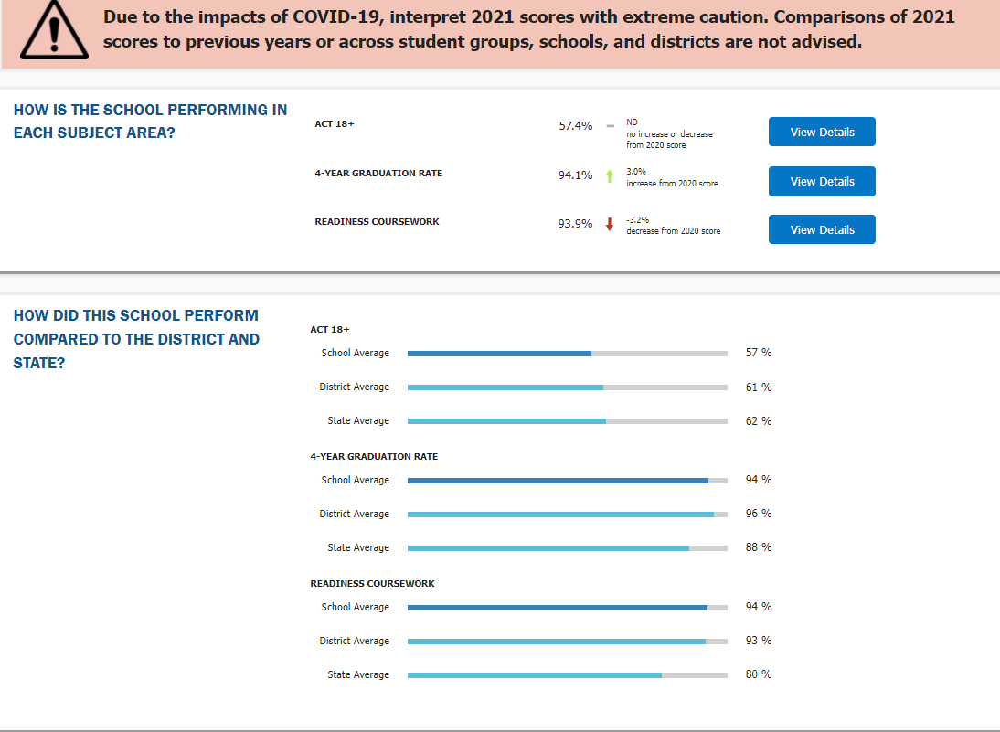 Due to the impacts of COVID-19, interpret 2021 scores with extreme caution. Comparisons of 2021
scores to previous years or across student groups, schools, and districts are not advised.
HOW IS THE SCHOOL PERFORMING IN
EACH SUBJECT AREA?
ACT 18+
57.4%
ND
no increase or decrease
from 2020 score
View Details
4-YEAR GRADUATION RATE
94.1%
3.0%
increase from 2020 score
View Details
READINESS COURSEWORK
93.9%
-3.2%
decrease from 2020 score
View Details
HOW DID THIS SCHOOL PERFORM
COMPARED TO THE DISTRICT AND
STATE?
ACT 18+
School Average 57 %
District Average 61 %
State Average 62 %
4-YEAR GRADUATION RATE
School Average 94 %
District Average 96 %
State Average 88 %
READINESS COURSEWORK
School Average 94 %
District Average 93 %
State Average 80 %